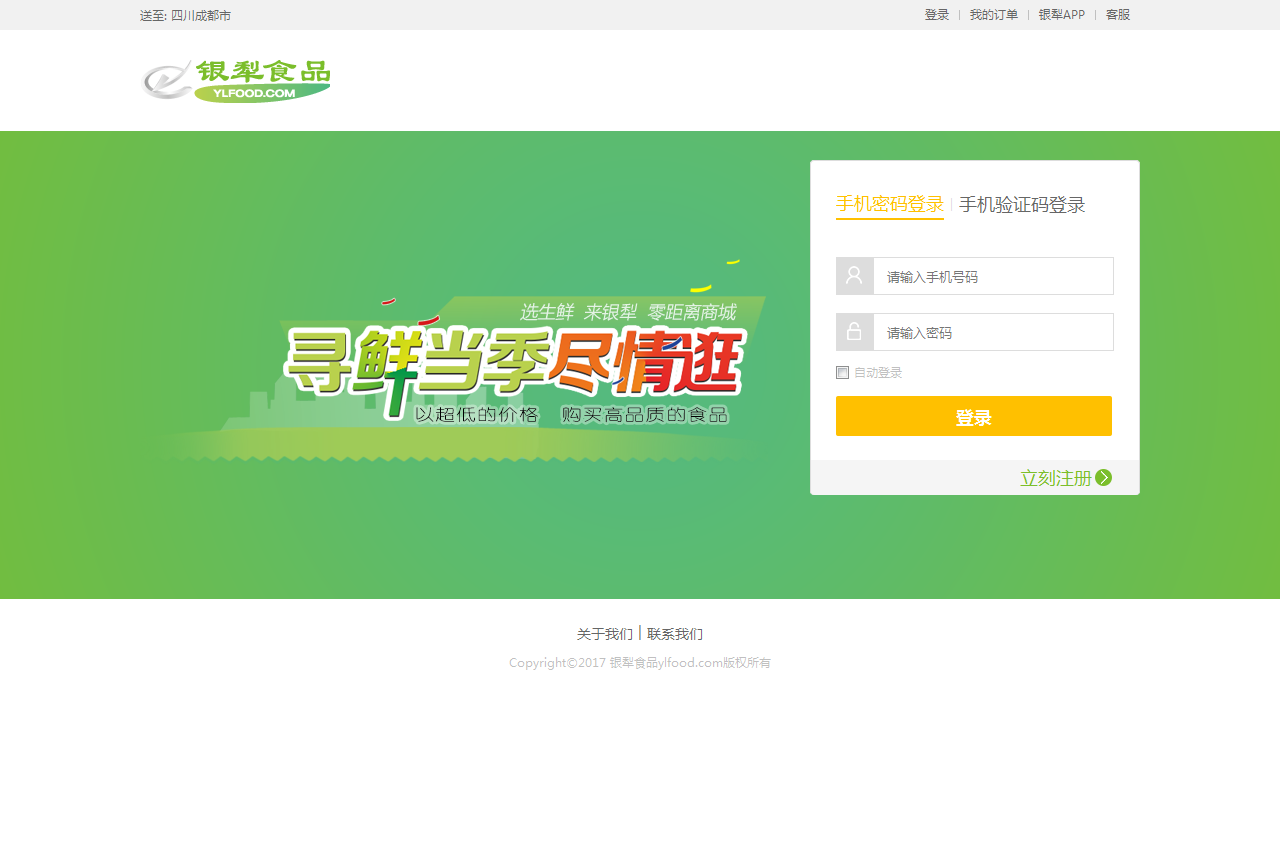 送至: 四川成都市
登录 | 我的订单 | 银犁APP | 客服
银犁食品
YLFOOD.COM
手机密码登录 | 手机验证码登录
请输入手机号码
选生鲜 来银犁 零距离商城
寻鲜当季尽情逛
以超低的价格 购买高品质的食品
请输入密码
自动登录
登录
立刻注册
关于我们 | 联系我们
Copyright©2017 银犁食品ylfood.com版权所有